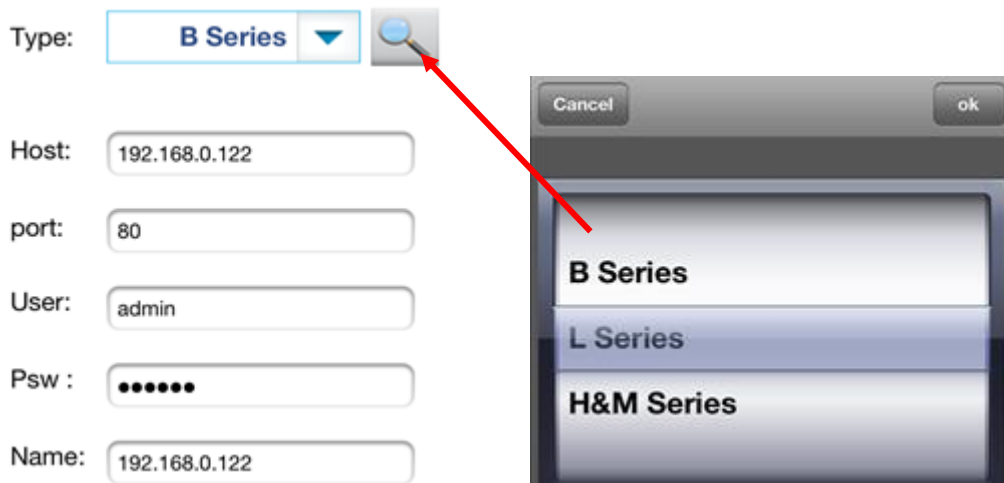 Type: B Series
Host: 192.168.0.122
port: 80
User: admin
Psw : ••••••
Name: 192.168.0.122
Cancel ok
B Series
L Series
H&M Series